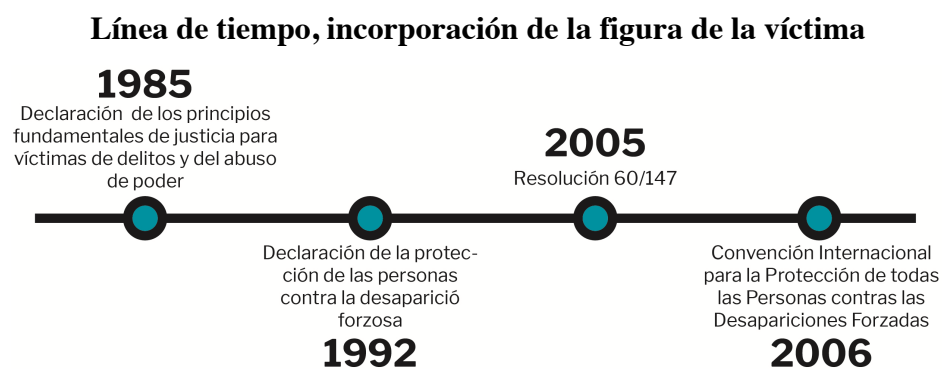 Línea de tiempo, incorporación de la figura de la víctima
1985
Declaración de los principios
fundamentales de justicia para
víctimas de delitos y del abuso
de poder
Declaración de la protec-
ción de las personas
contra la desaparició
forzosa
1992
2005
Resolución 60/147
Convención Internacional
para la Protección de todas
las Personas contras las
Desapariciones Forzadas
2006